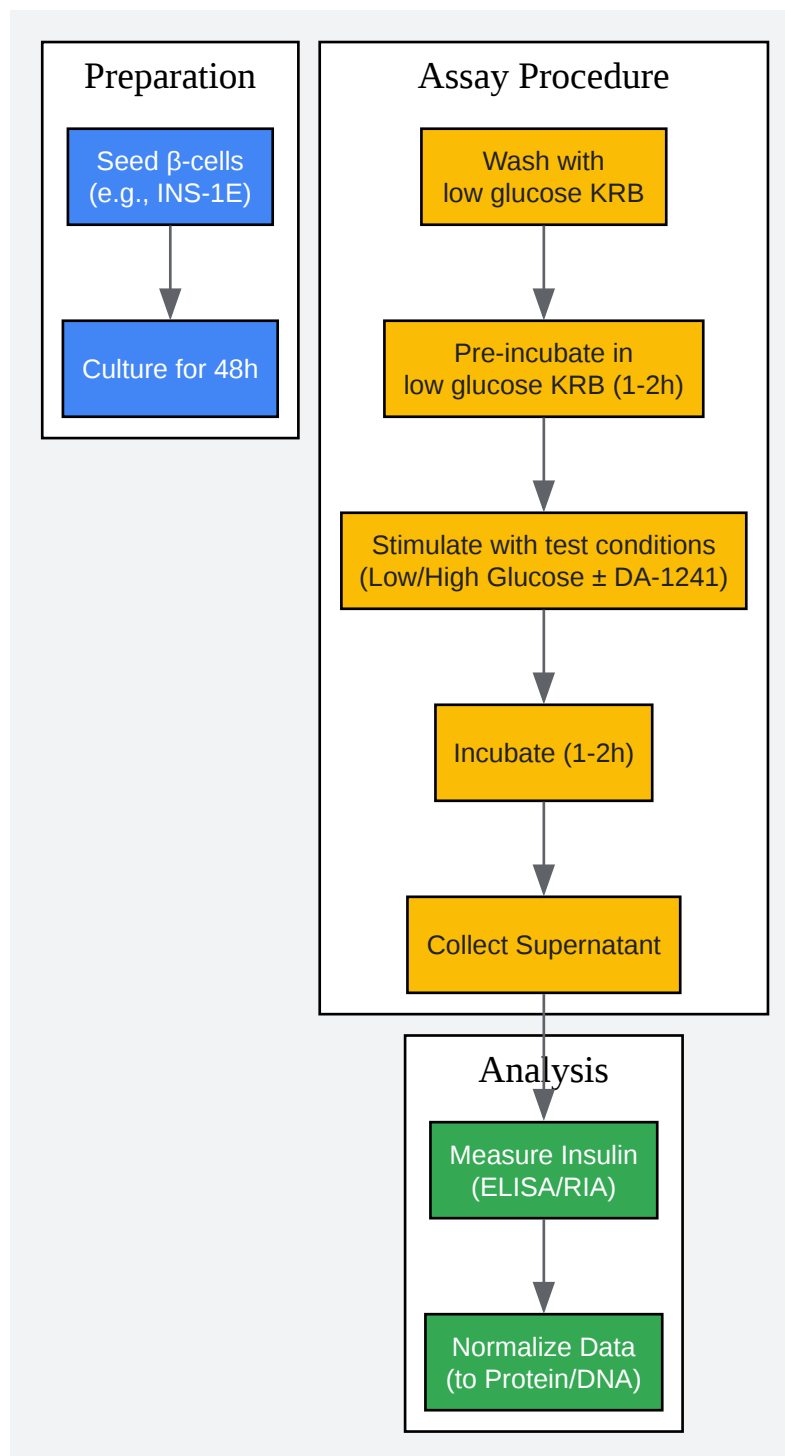 Preparation
Seed β-cells
(e.g., INS-1E)
Culture for 48h
Assay Procedure
Wash with
low glucose KRB
Pre-incubate in
low glucose KRB (1-2h)
Stimulate with test conditions
(Low/High Glucose ± DA-1241)
Incubate (1-2h)
Collect Supernatant
Analysis
Measure Insulin
(ELISA/RIA)
Normalize Data
(to Protein/DNA)